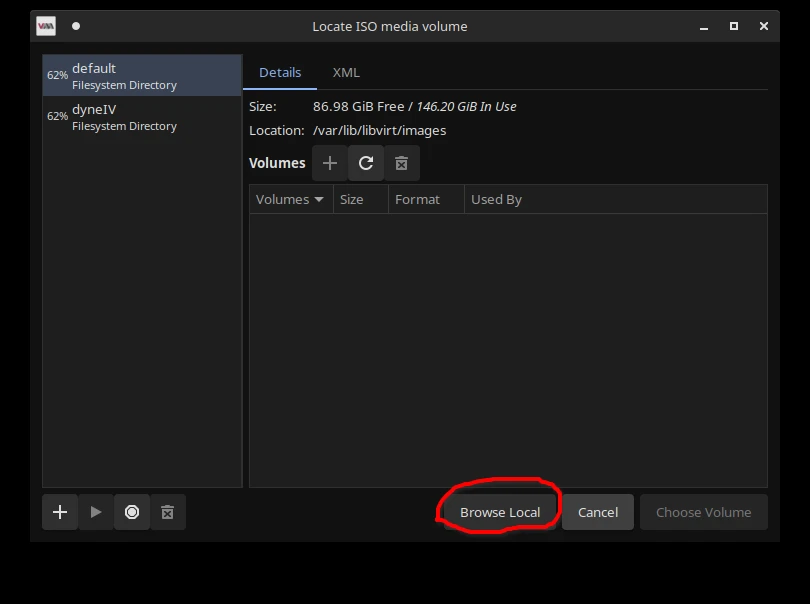 Locate ISO media volume
62% default
Filesystem Directory
62% dyneIV
Filesystem Directory
Details XML
Size: 86.98 GiB Free / 146.20 GiB In Use
Location: /var/lib/libvirt/images
Volumes
Volumes Size Format Used By
Browse Local Cancel Choose Volume